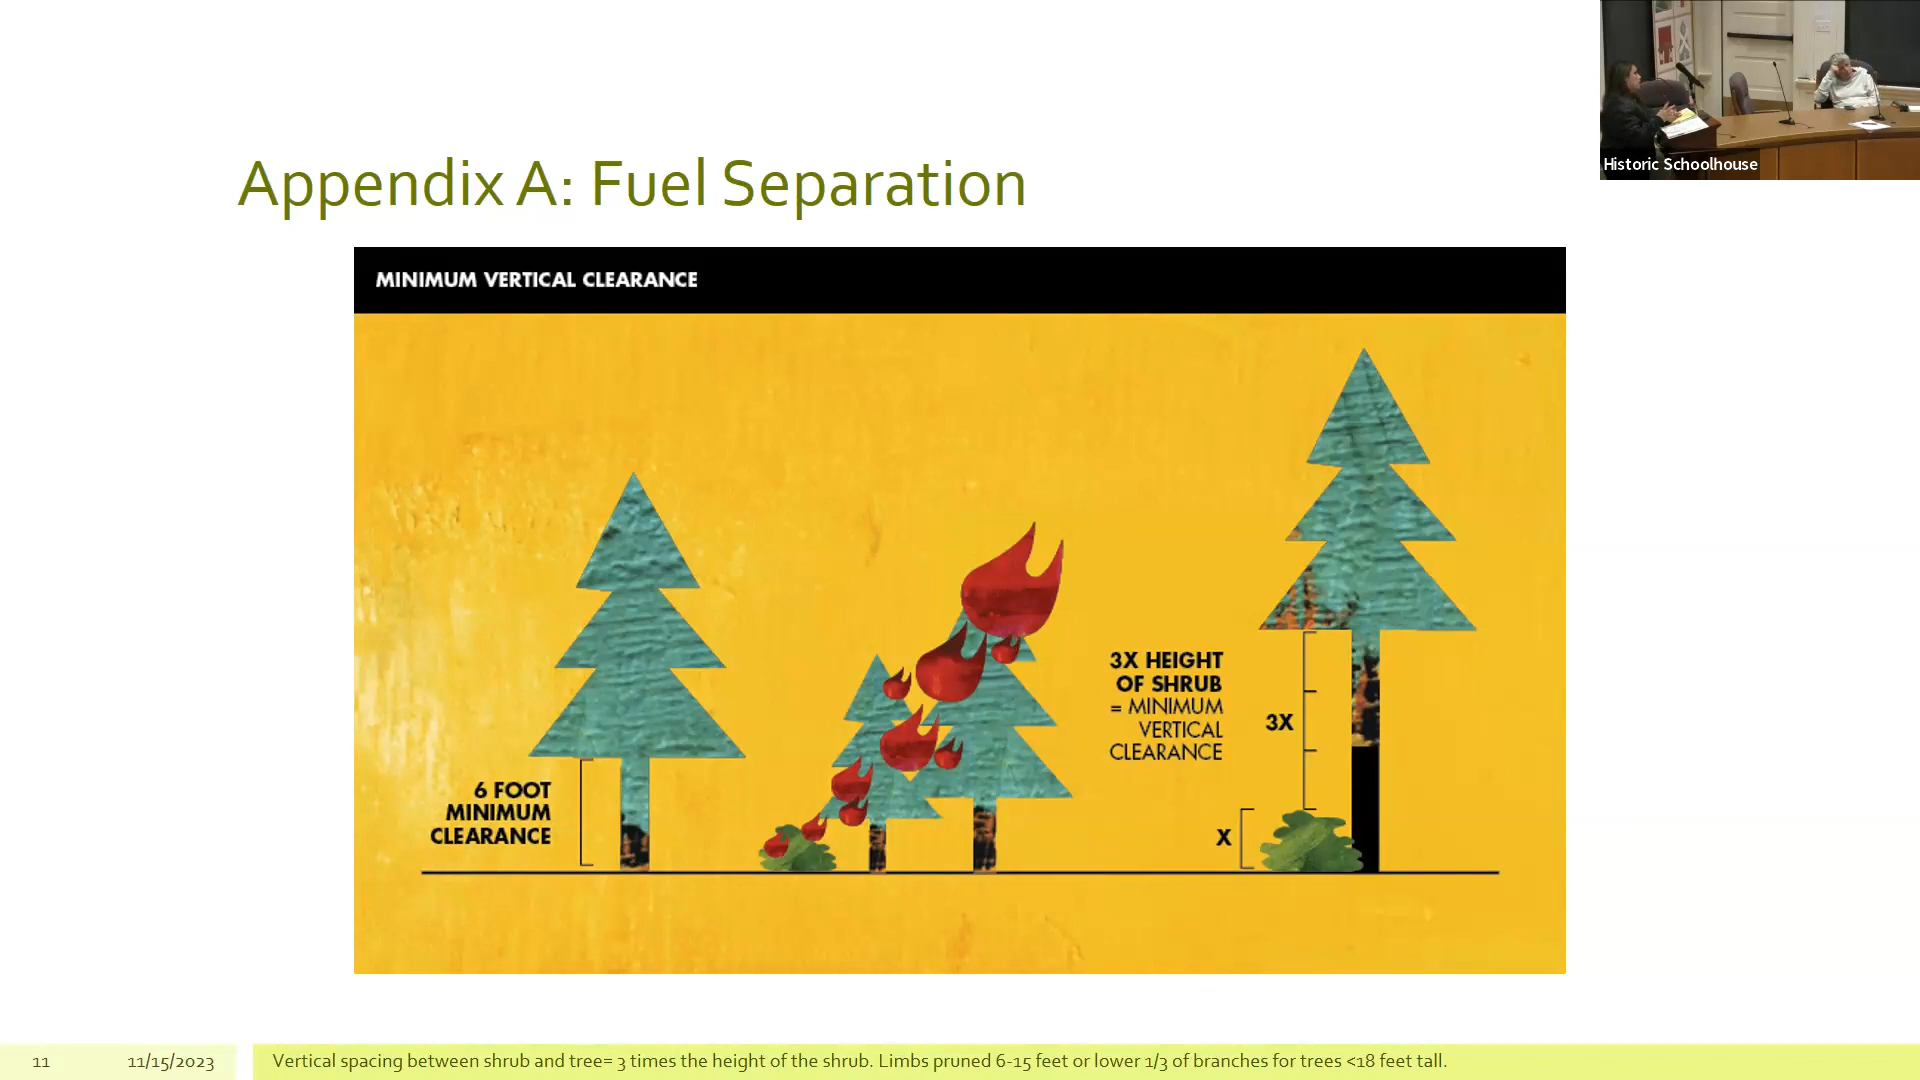 Historic Schoolhouse
Appendix A: Fuel Separation
MINIMUM VERTICAL CLEARANCE
6 FOOT
MINIMUM
CLEARANCE
3X HEIGHT
OF SHRUB
= MINIMUM
VERTICAL
CLEARANCE
3X
X
11
11/15/2023
Vertical spacing between shrub and tree= 3 times the height of the shrub. Limbs pruned 6-15 feet or lower 1/3 of branches for trees <18 feet tall.